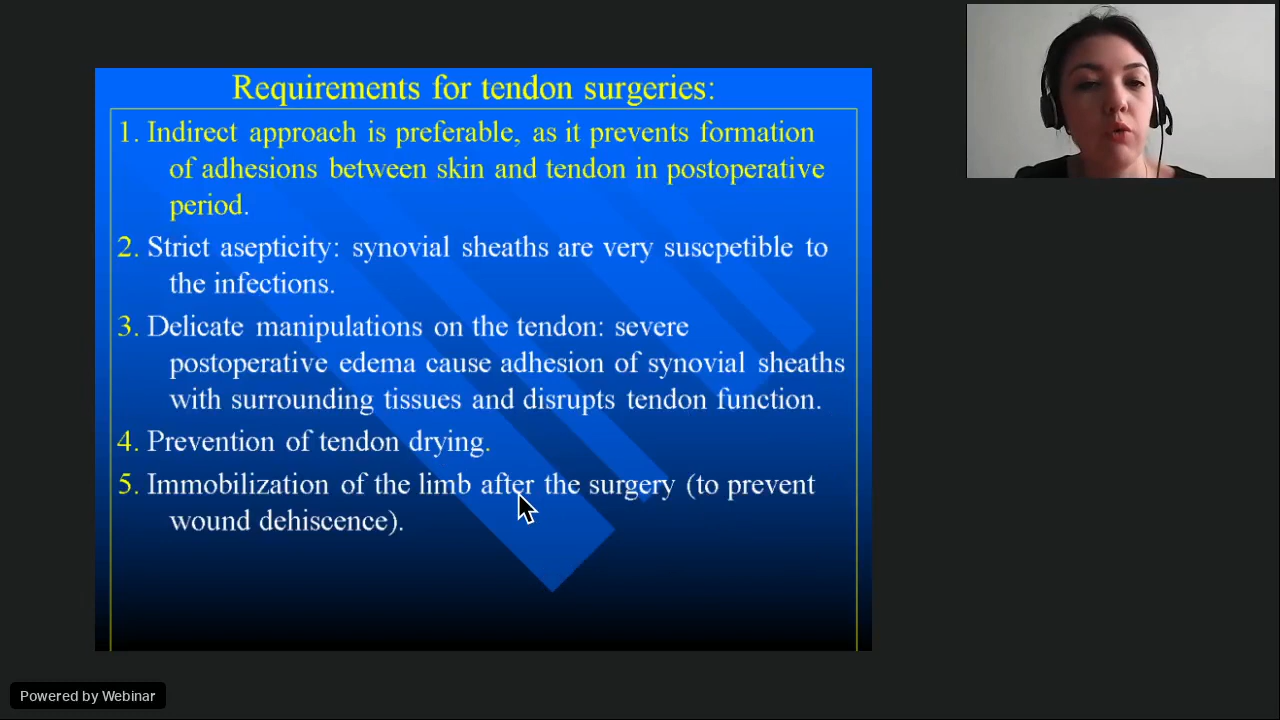 Requirements for tendon surgeries:
1. Indirect approach is preferable, as it prevents formation
of adhesions between skin and tendon in postoperative
period.
2. Strict asepticity: synovial sheaths are very suscpetible to
the infections.
3. Delicate manipulations on the tendon: severe
postoperative edema cause adhesion of synovial sheaths
with surrounding tissues and disrupts tendon function.
4. Prevention of tendon drying.
5. Immobilization of the limb after the surgery (to prevent
wound dehiscence).
Powered by Webinar